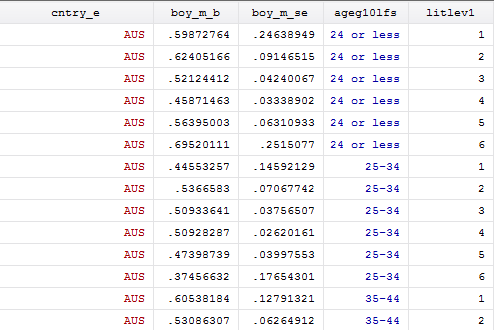 cntry_e boy_m_b boy_m_se ageg10lfs litlev1
AUS .59872764 .24638949 24 or less 1
AUS .62405166 .09146515 24 or less 2
AUS .52124412 .04240067 24 or less 3
AUS .45871463 .03338902 24 or less 4
AUS .56395003 .06310933 24 or less 5
AUS .69520111 .2515077 24 or less 6
AUS .44553257 .14592129 25-34 1
AUS .5366583 .07067742 25-34 2
AUS .50933641 .03756507 25-34 3
AUS .50928287 .02620161 25-34 4
AUS .47398739 .03997553 25-34 5
AUS .37456632 .17654301 25-34 6
AUS .60538184 .12791321 35-44 1
AUS .53086307 .06264912 35-44 2